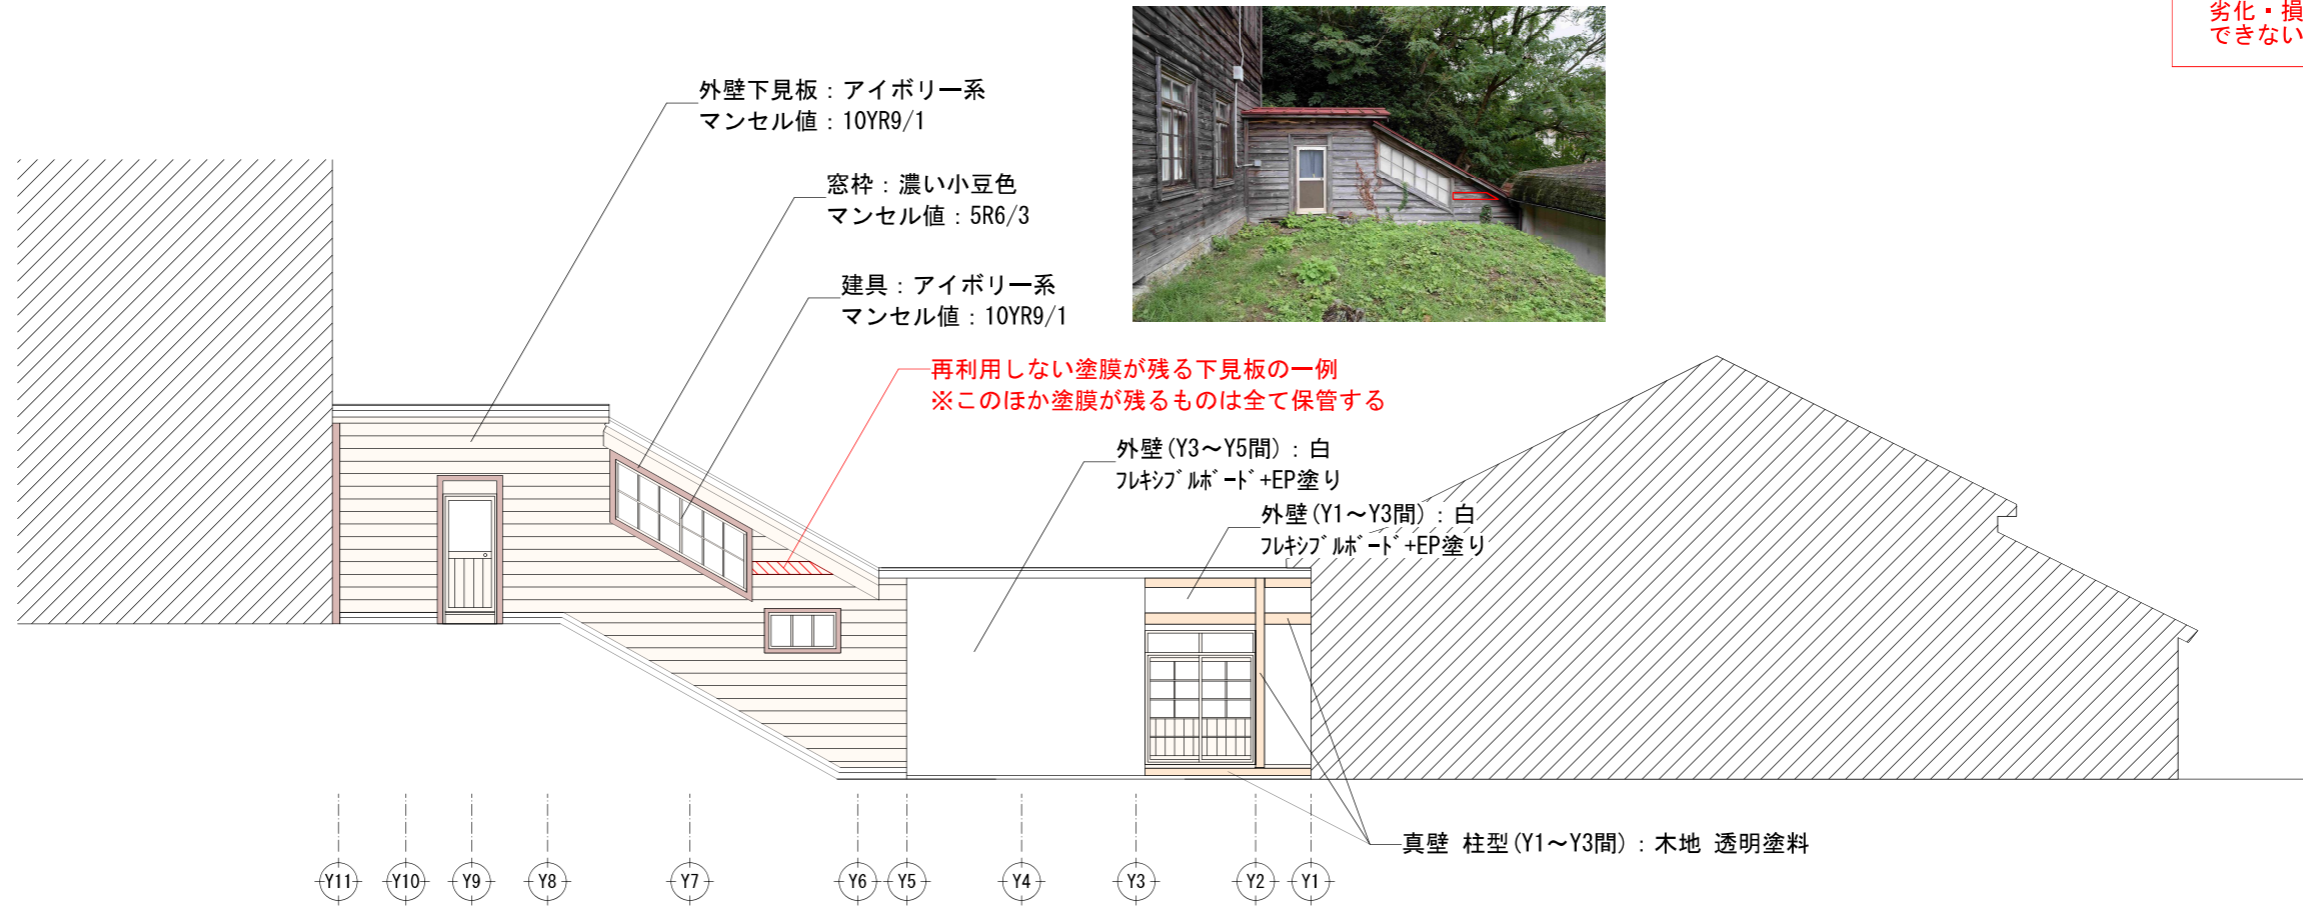 劣化・損
できない
外壁下見板：アイボリー系
マンセル値：10YR9/1
窓枠：濃い小豆色
マンセル値：5R6/3
建具：アイボリー系
マンセル値：10YR9/1
再利用しない塗膜が残る下見板の一例
※このほか塗膜が残るものは全て保管する
外壁(Y3～Y5間)：白
ﾌﾚｷｼﾌﾞﾙﾎﾞｰﾄﾞ+EP塗り
外壁(Y1～Y3間)：白
ﾌﾚｷｼﾌﾞﾙﾎﾞｰﾄﾞ+EP塗り
真壁 柱型(Y1～Y3間)：木地 透明塗料
Y11 Y10 Y9 Y8 Y7 Y6 Y5 Y4 Y3 Y2 Y1